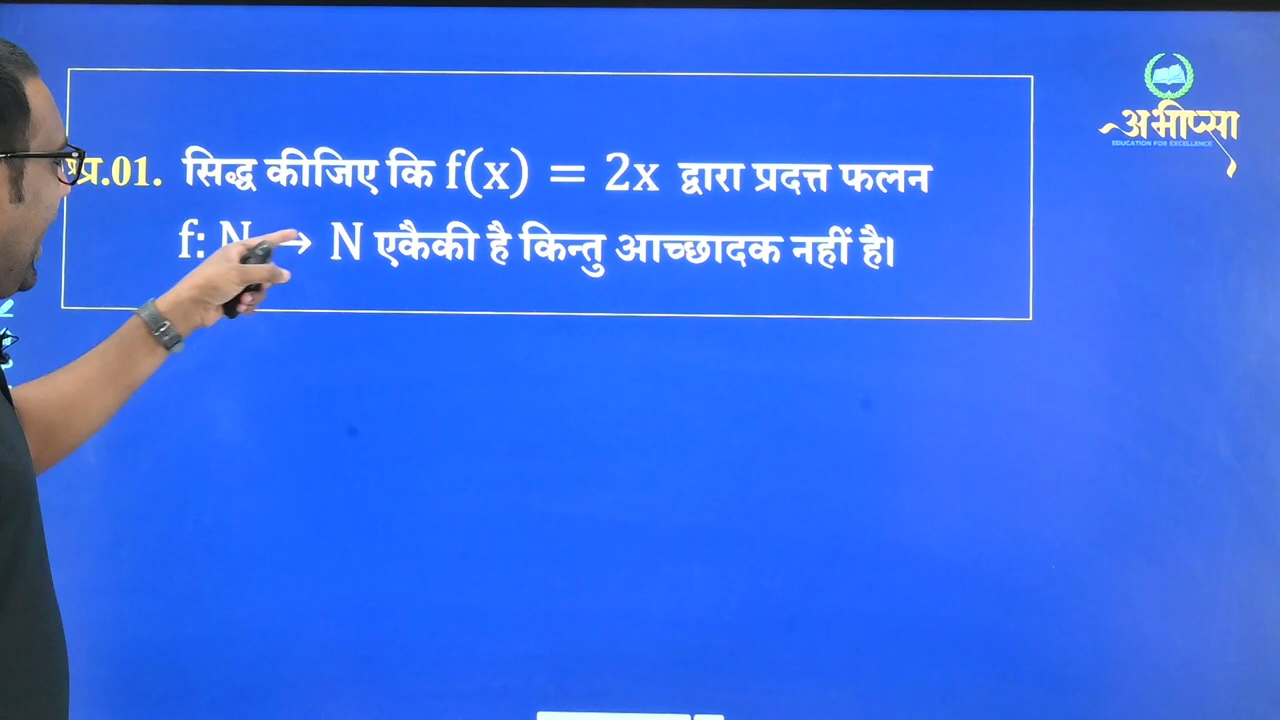 प्र.01. सिद्ध कीजिए कि f(x) = 2x द्वारा प्रदत्त फलन
f: N → N एकैकी है किन्तु आच्छादक नहीं है।
अभीप्सा
EDUCATION FOR EXCELLENCE